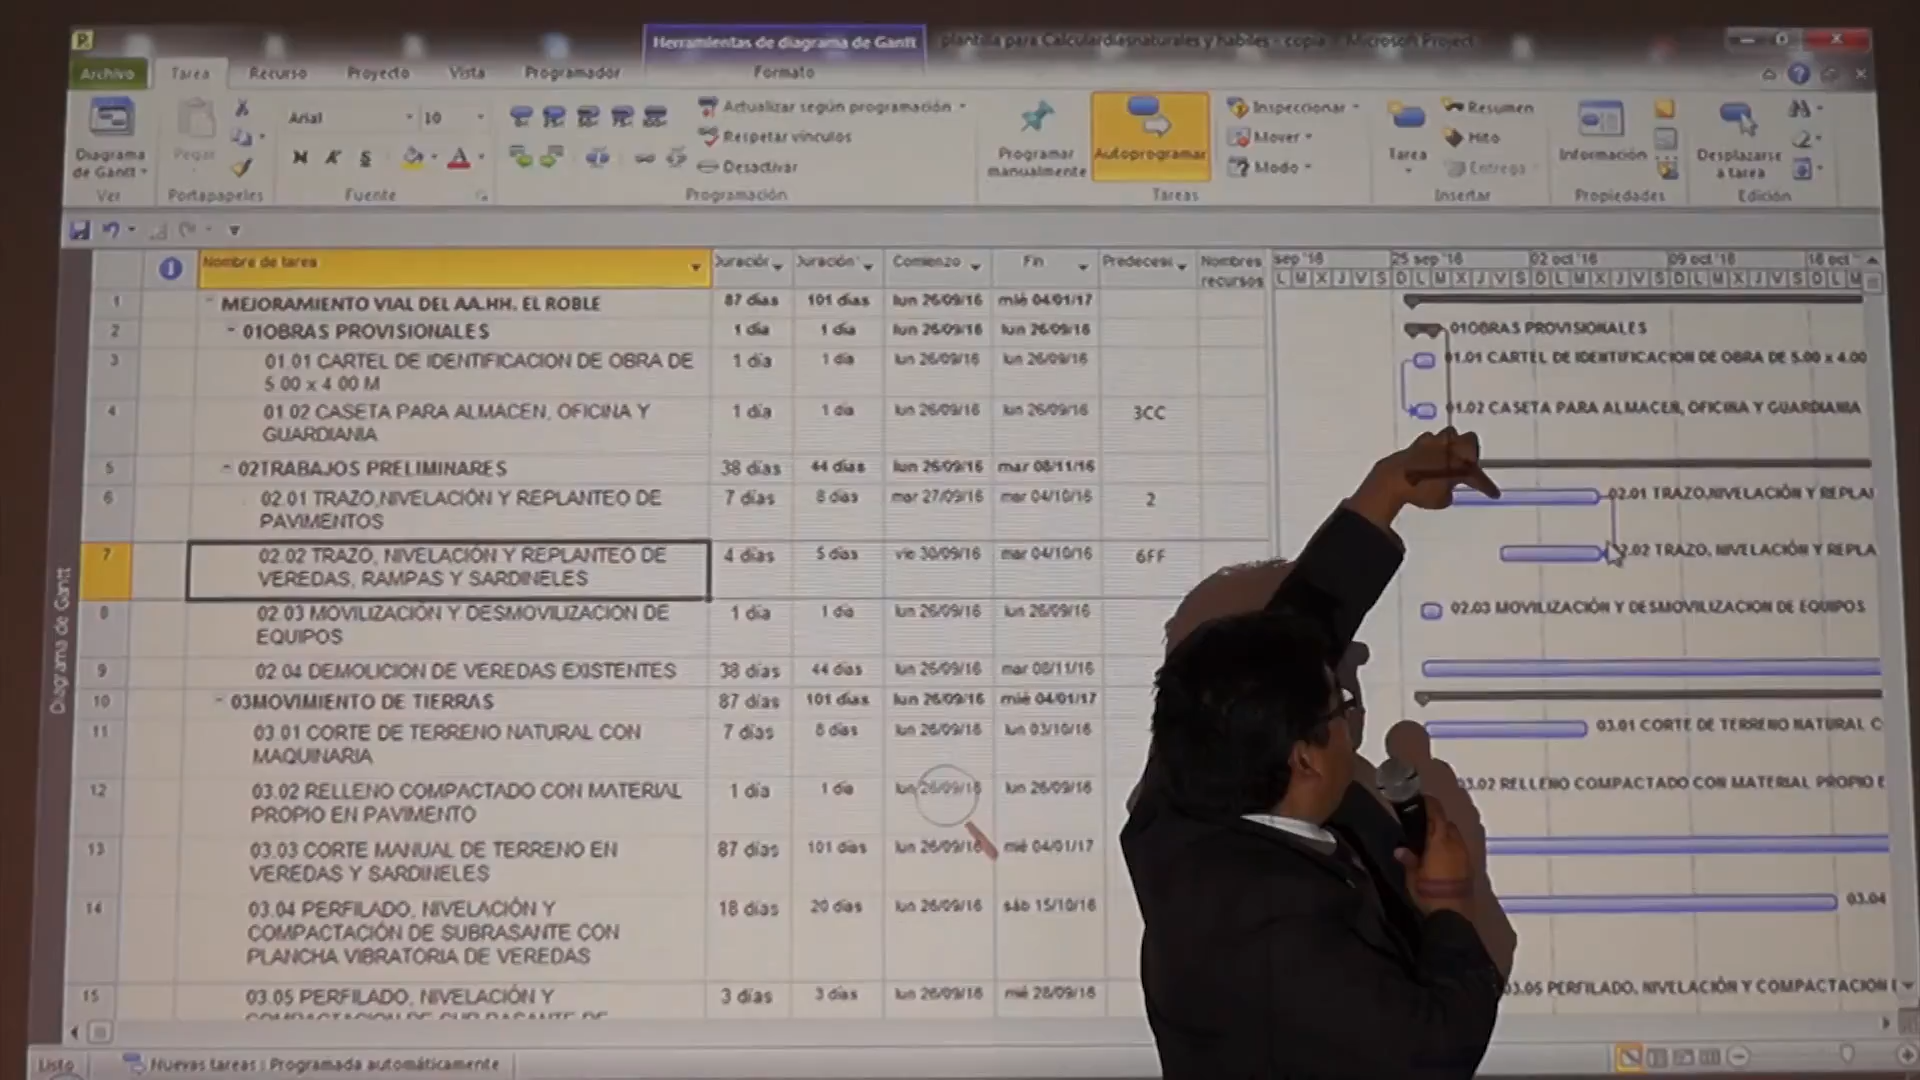 Herramientas de diagrama de Gantt plantilla para Calculardiasnaturales y habiles - copia - Microsoft Project
Archivo Tarea Recurso Proyecto Vista Programador Formato
Arial 10
Actualizar según programación
Inspeccionar
Resumen
Respetar vínculos
Mover
Hito
Diagrama de Gantt
Pegar
N K S
Desactivar
Programar manualmente
Autoprogramar
Modo
Tarea
Entrega
Información
Desplazarse a tarea
Ver Portapapeles Fuente Programación Tareas Insertar Propiedades Edición
Nombre de tarea Duración Duración Comienzo Fin Predeces Nombres recursos
sep '16 25 sep '16 02 oct '16 09 oct '16 16 oct
L M X J V S D L M X J V S D L M X J V S D L M X J V S D L M
1 MEJORAMIENTO VIAL DEL AA.HH. EL ROBLE 87 días 101 días lun 26/09/16 mié 04/01/17
2 01OBRAS PROVISIONALES 1 día 1 día lun 26/09/16 lun 26/09/16 01OBRAS PROVISIONALES
3 01.01 CARTEL DE IDENTIFICACION DE OBRA DE 1 día 1 día lun 26/09/16 lun 26/09/16 01.01 CARTEL DE IDENTIFICACION DE OBRA DE 5.00 x 4.00
5.00 x 4.00 M
4 01.02 CASETA PARA ALMACEN, OFICINA Y 1 día 1 día lun 26/09/16 lun 26/09/16 3CC 01.02 CASETA PARA ALMACEN, OFICINA Y GUARDIANIA
GUARDIANIA
5 02TRABAJOS PRELIMINARES 38 días 44 días lun 26/09/16 mar 08/11/16
6 02.01 TRAZO,NIVELACIÓN Y REPLANTEO DE 7 días 8 días mar 27/09/16 mar 04/10/16 2 02.01 TRAZO,NIVELACIÓN Y REPLA
PAVIMENTOS
7 02.02 TRAZO, NIVELACIÓN Y REPLANTEO DE 4 días 5 días vie 30/09/16 mar 04/10/16 6FF 02.02 TRAZO, NIVELACIÓN Y REPLA
VEREDAS, RAMPAS Y SARDINELES
8 02.03 MOVILIZACIÓN Y DESMOVILIZACION DE 1 día 1 día lun 26/09/16 lun 26/09/16 02.03 MOVILIZACIÓN Y DESMOVILIZACION DE EQUIPOS
EQUIPOS
9 02.04 DEMOLICION DE VEREDAS EXISTENTES 38 días 44 días lun 26/09/16 mar 08/11/16
10 03MOVIMIENTO DE TIERRAS 87 días 101 días lun 26/09/16 mié 04/01/17
11 03.01 CORTE DE TERRENO NATURAL CON 7 días 8 días lun 26/09/16 lun 03/10/16 03.01 CORTE DE TERRENO NATURAL C
MAQUINARIA
12 03.02 RELLENO COMPACTADO CON MATERIAL 1 día 1 día lun 26/09/16 lun 26/09/16 03.02 RELLENO COMPACTADO CON MATERIAL PROPIO E
PROPIO EN PAVIMENTO
13 03.03 CORTE MANUAL DE TERRENO EN 87 días 101 días lun 26/09/16 mié 04/01/17
VEREDAS Y SARDINELES
14 03.04 PERFILADO, NIVELACIÓN Y 18 días 20 días lun 26/09/16 sáb 15/10/16 03.04
COMPACTACIÓN DE SUBRASANTE CON
PLANCHA VIBRATORIA DE VEREDAS
15 03.05 PERFILADO, NIVELACIÓN Y 3 días 3 días lun 26/09/16 mié 28/09/16 03.05 PERFILADO, NIVELACIÓN Y COMPACTACION
COMPACTACION DE SUB RASANTE DE
Diagrama de Gantt
Listo Nuevas tareas : Programada automáticamente